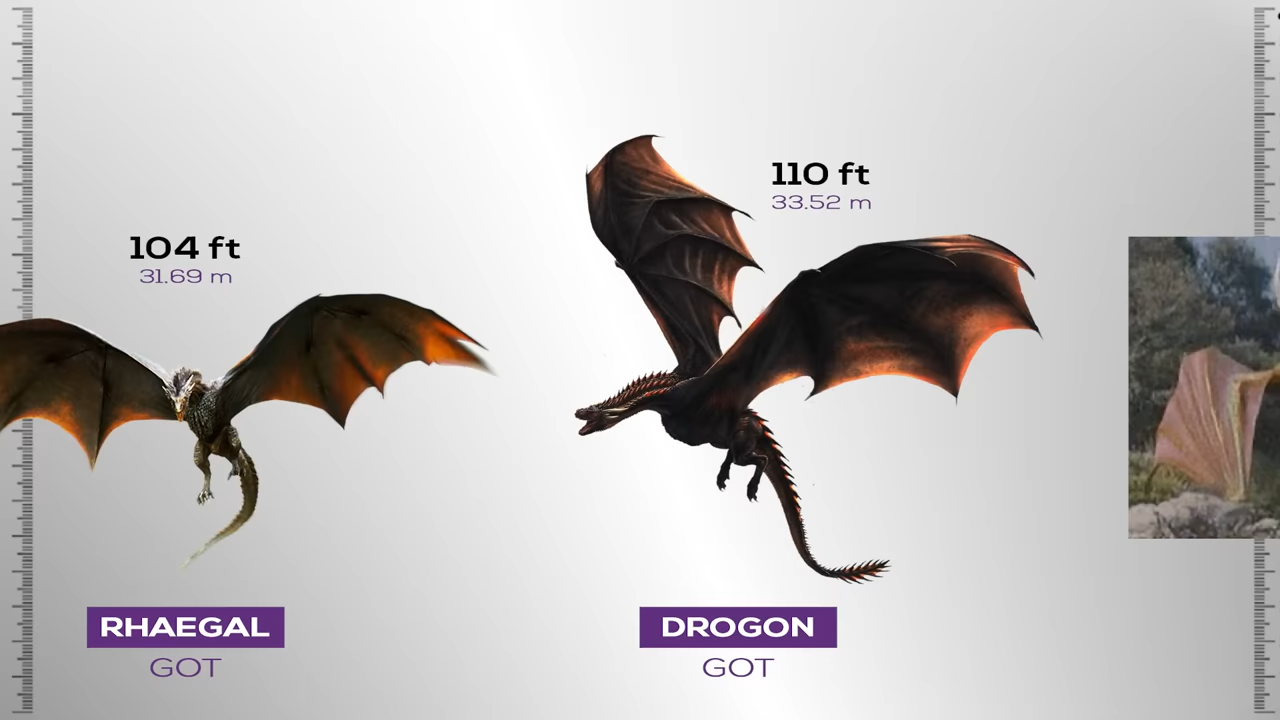 104 ft
31.69 m
RHAEGAL
GOT
110 ft
33.52 m
DROGON
GOT